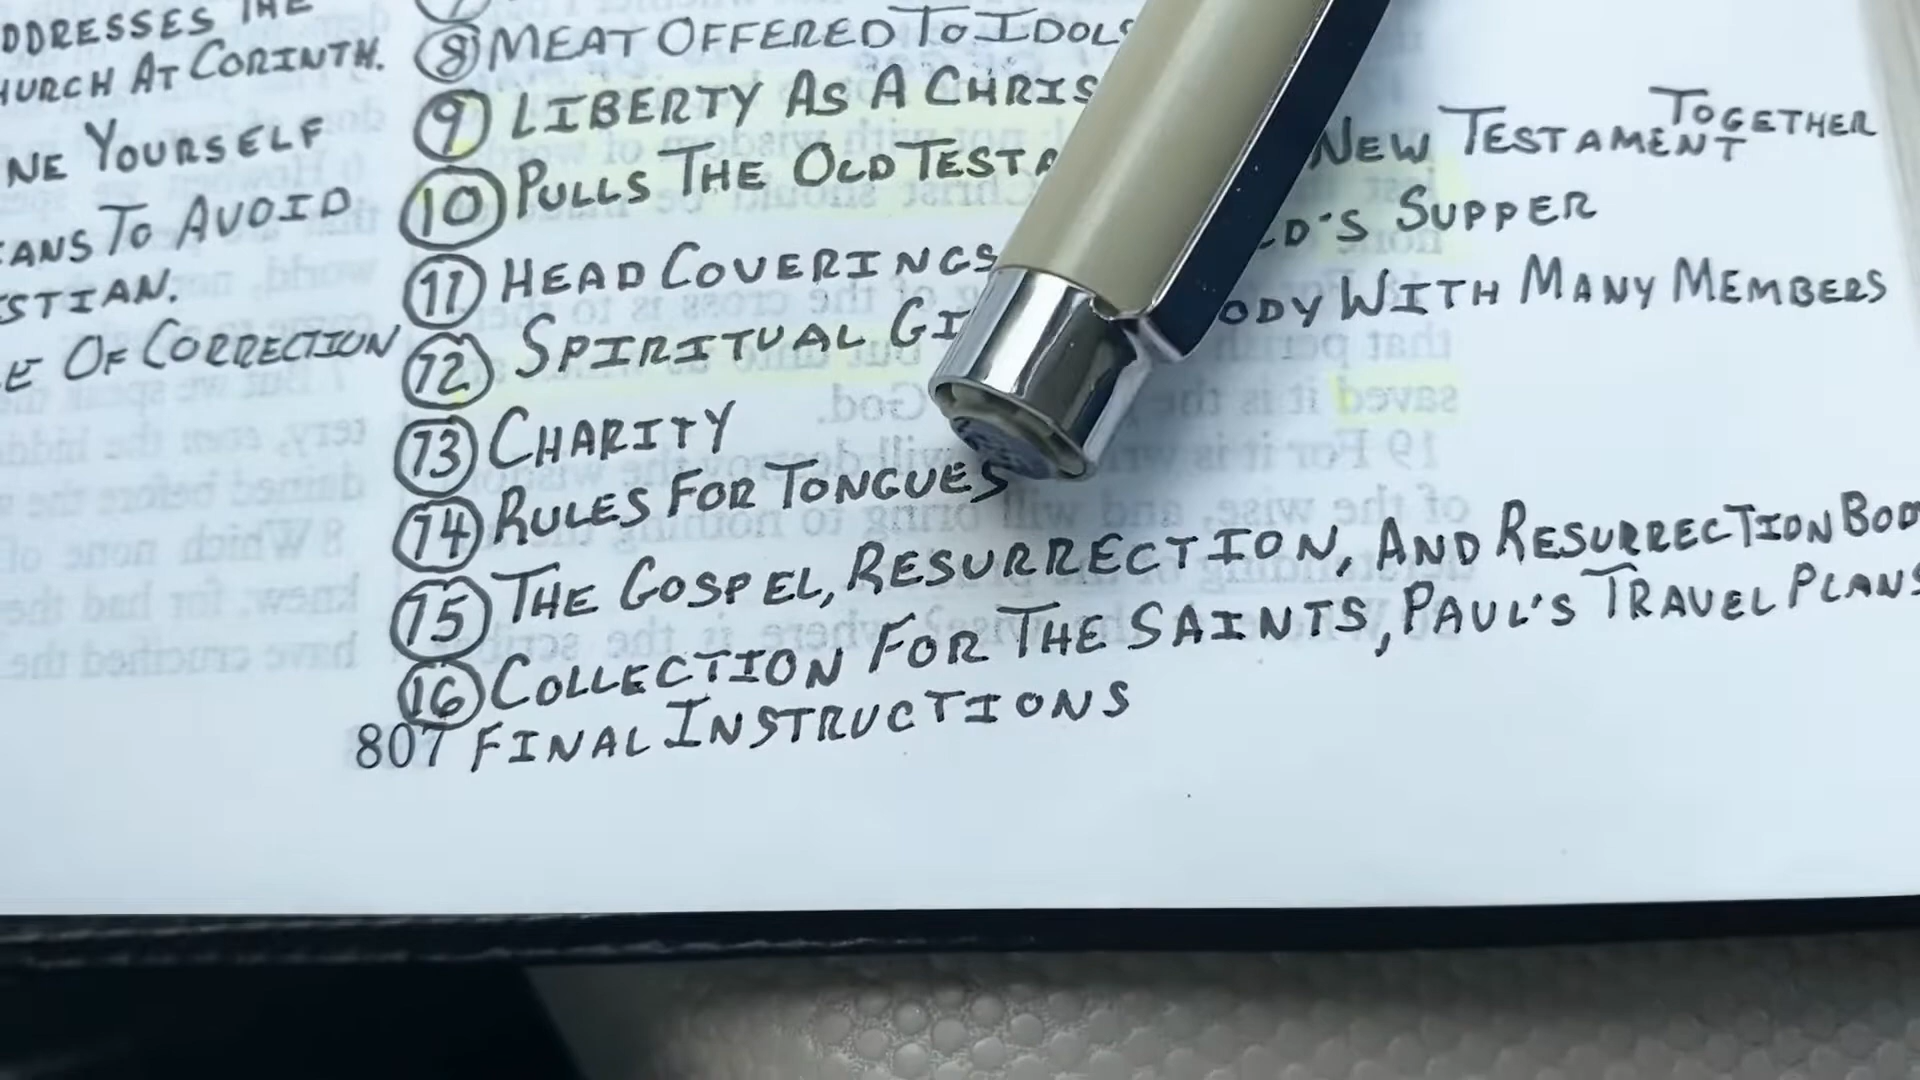 DDRESSES THE
HURCH AT CORINTH.
NE YOURSELF
EANS TO AVOID
STIAN.
E OF CORRECTION
8 MEAT OFFERED TO IDOLS
9 LIBERTY AS A CHRIS
10 PULLS THE OLD TESTA NEW TESTAMENT TOGETHER
11 HEAD COVERINGS D'S SUPPER
12 SPIRITUAL GI ODY WITH MANY MEMBERS
13 CHARITY
14 RULES FOR TONGUES
15 THE GOSPEL, RESURRECTION, AND RESURRECTION BOD
16 COLLECTION FOR THE SAINTS, PAUL'S TRAVEL PLANS
807 FINAL INSTRUCTIONS